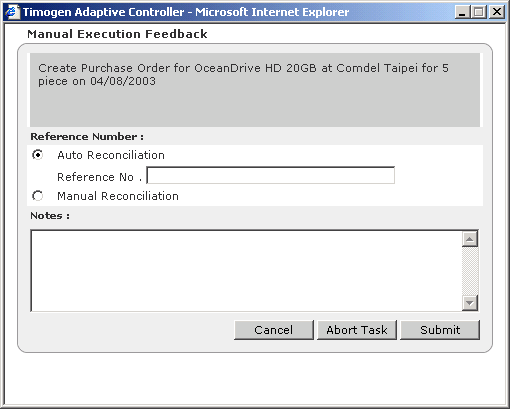 Timogen Adaptive Controller - Microsoft Internet Explorer
Manual Execution Feedback
Create Purchase Order for OceanDrive HD 20GB at Comdel Taipei for 5
piece on 04/08/2003
Reference Number :
Auto Reconciliation
Reference No .
Manual Reconciliation
Notes :
Cancel Abort Task Submit